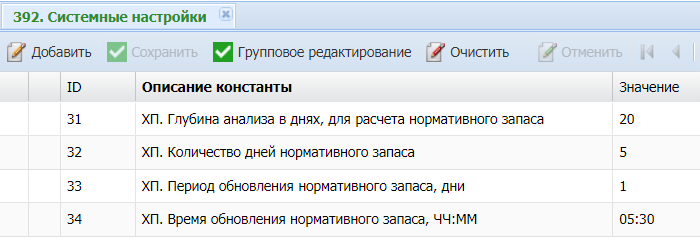 392. Системные настройки
Добавить Сохранить Групповое редактирование Очистить Отменить
ID Описание константы Значение
31 ХП. Глубина анализа в днях, для расчета нормативного запаса 20
32 ХП. Количество дней нормативного запаса 5
33 ХП. Период обновления нормативного запаса, дни 1
34 ХП. Время обновления нормативного запаса, ЧЧ:ММ 05:30